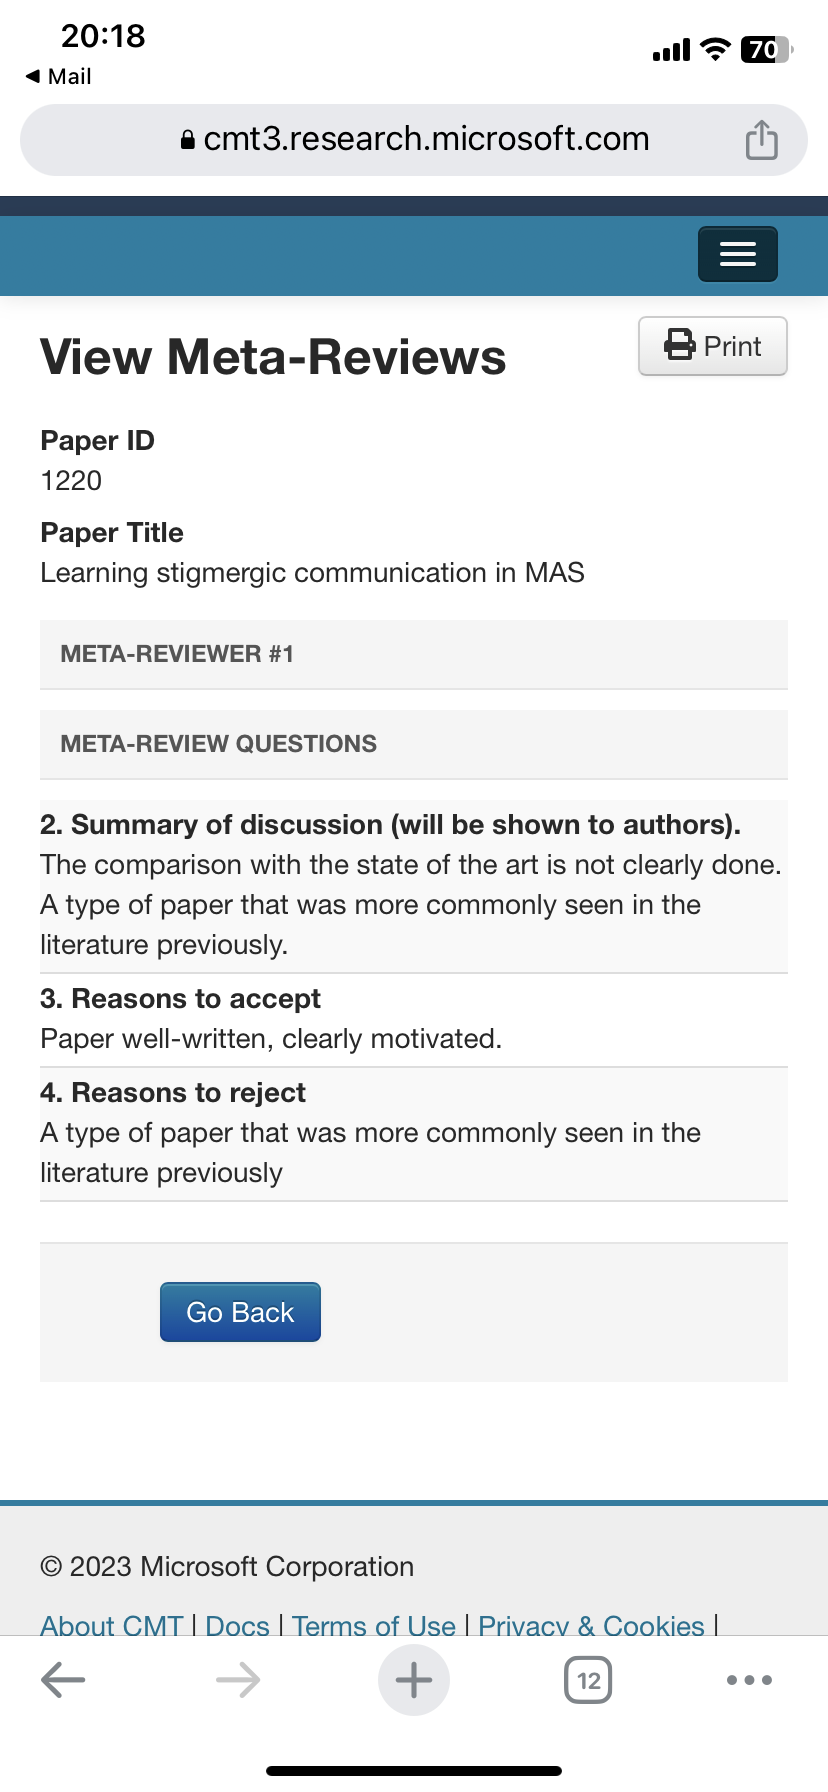 20:18
70
◀ Mail
cmt3.research.microsoft.com
View Meta-Reviews
Print
Paper ID
1220
Paper Title
Learning stigmergic communication in MAS
META-REVIEWER #1
META-REVIEW QUESTIONS
2. Summary of discussion (will be shown to authors).
The comparison with the state of the art is not clearly done.
A type of paper that was more commonly seen in the
literature previously.
3. Reasons to accept
Paper well-written, clearly motivated.
4. Reasons to reject
A type of paper that was more commonly seen in the
literature previously
Go Back
© 2023 Microsoft Corporation
About CMT | Docs | Terms of Use | Privacy & Cookies |
12